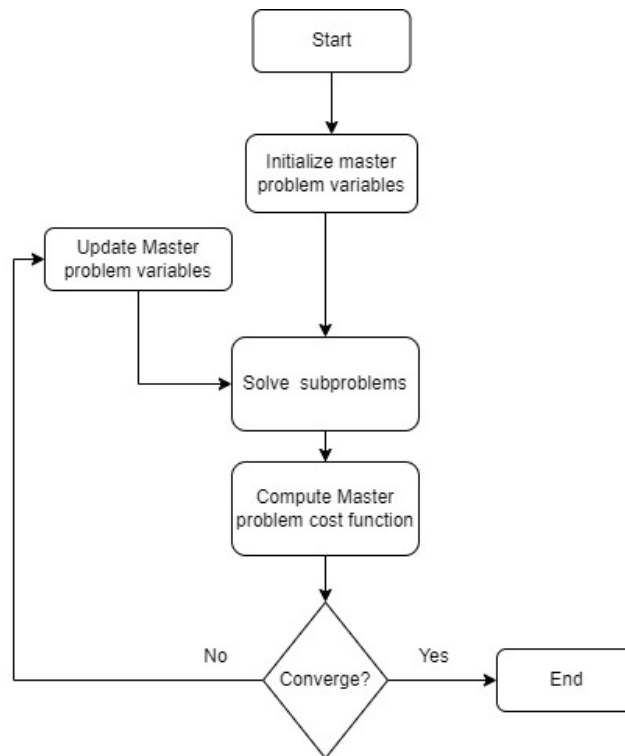 Start
Initialize master
problem variables
Update Master
problem variables
Solve subproblems
Compute Master
problem cost function
Converge?
No
Yes
End